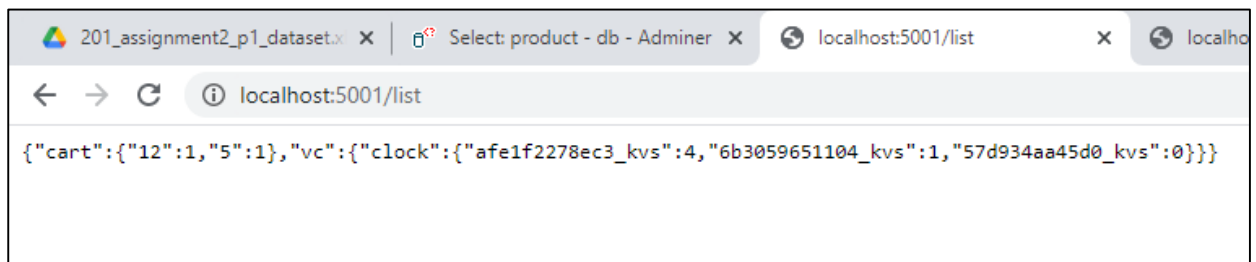 201_assignment2_p1_dataset.x
Select: product - db - Adminer
localhost:5001/list
localho
localhost:5001/list
{"cart":{"12":1,"5":1},"vc":{"clock":{"afe1f2278ec3_kvs":4,"6b3059651104_kvs":1,"57d934aa45d0_kvs":0}}}